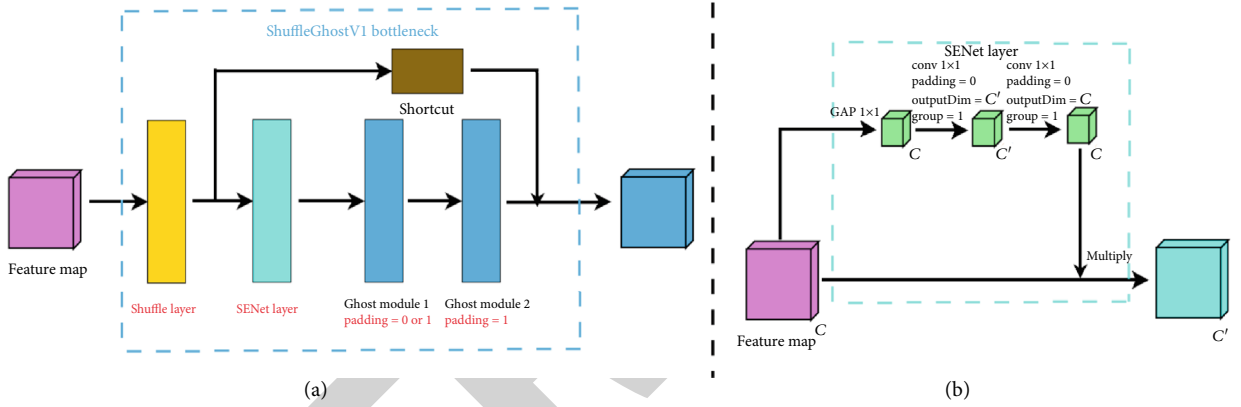 ShuffleGhostV1 bottleneck
Shortcut
Feature map
Shuffle layer
SENet layer
Ghost module 1
padding = 0 or 1
Ghost module 2
padding = 1
(a)
SENet layer
conv 1×1
padding = 0
outputDim = C′
group = 1
conv 1×1
padding = 0
outputDim = C
group = 1
GAP 1×1
C
C′
C
Multiply
Feature map
C
C′
(b)